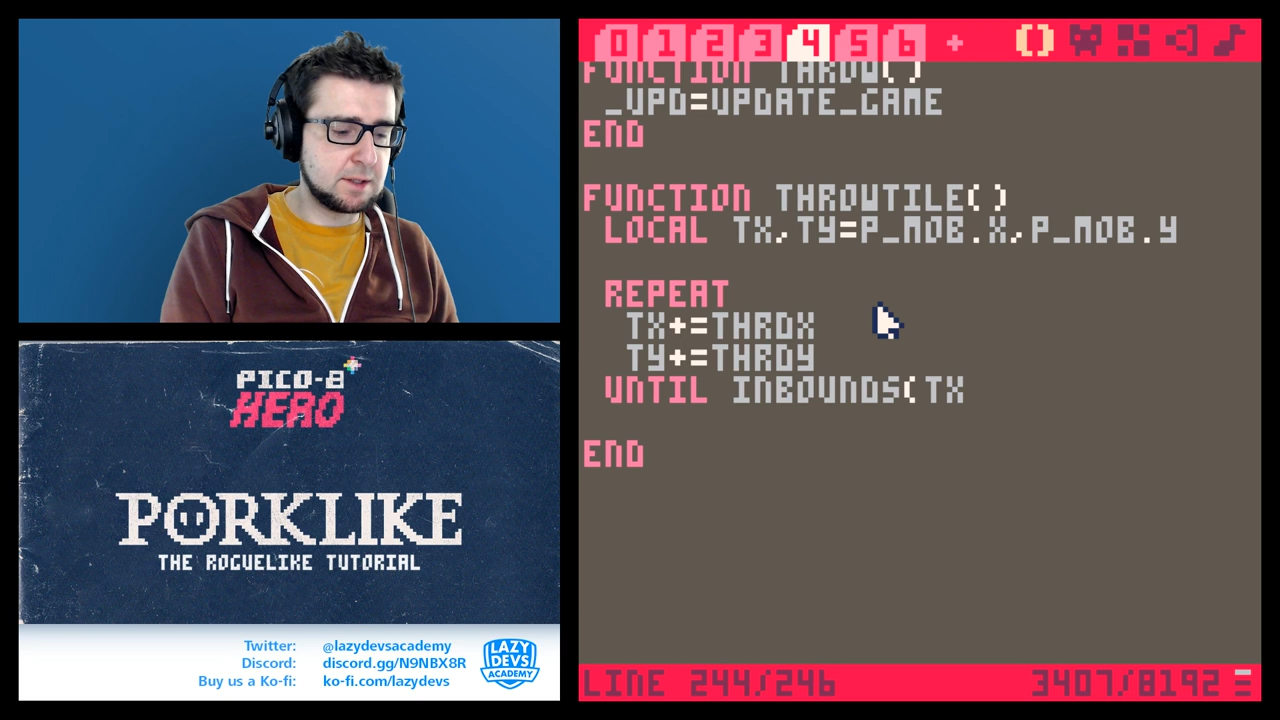 0 1 2 3 4 5 6 +
FUNCTION THROW()
_UPD=UPDATE_GAME
END
FUNCTION THROWTILE()
LOCAL TX,TY=P_MOB.X,P_MOB.Y
REPEAT
TX+=THRDX
TY+=THRDY
UNTIL INBOUNDS(TX
END
LINE 244/246
3407/8192
PICO-8
HERO
PORKLIKE
THE ROGUELIKE TUTORIAL
Twitter: @lazydevsacademy
Discord: discord.gg/N9NBX8R
Buy us a Ko-fi: ko-fi.com/lazydevs
LAZY
DEVS
ACADEMY